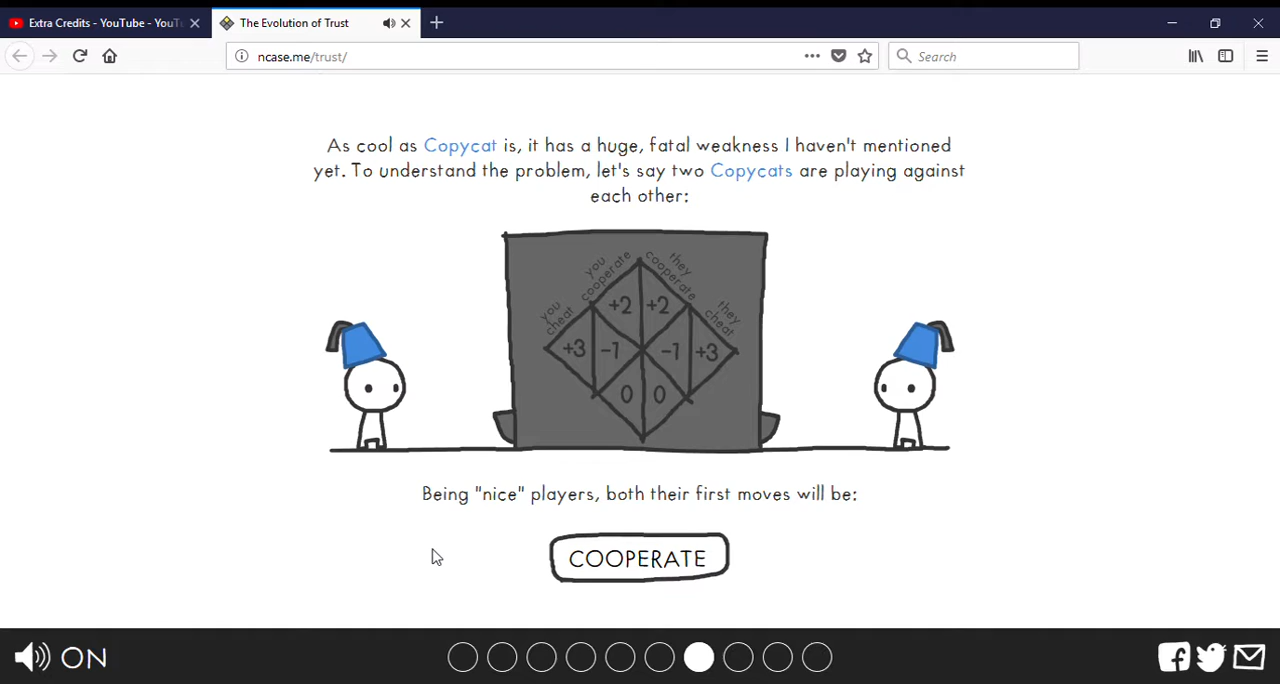 Extra Credits - YouTube - YouT
The Evolution of Trust
ncase.me/trust/
Search
As cool as Copycat is, it has a huge, fatal weakness I haven't mentioned
yet. To understand the problem, let's say two Copycats are playing against
each other:
you cheat
you cooperate
they cooperate
they cheat
+2 +2
+3 -1 -1 +3
0 0
Being "nice" players, both their first moves will be:
COOPERATE
ON